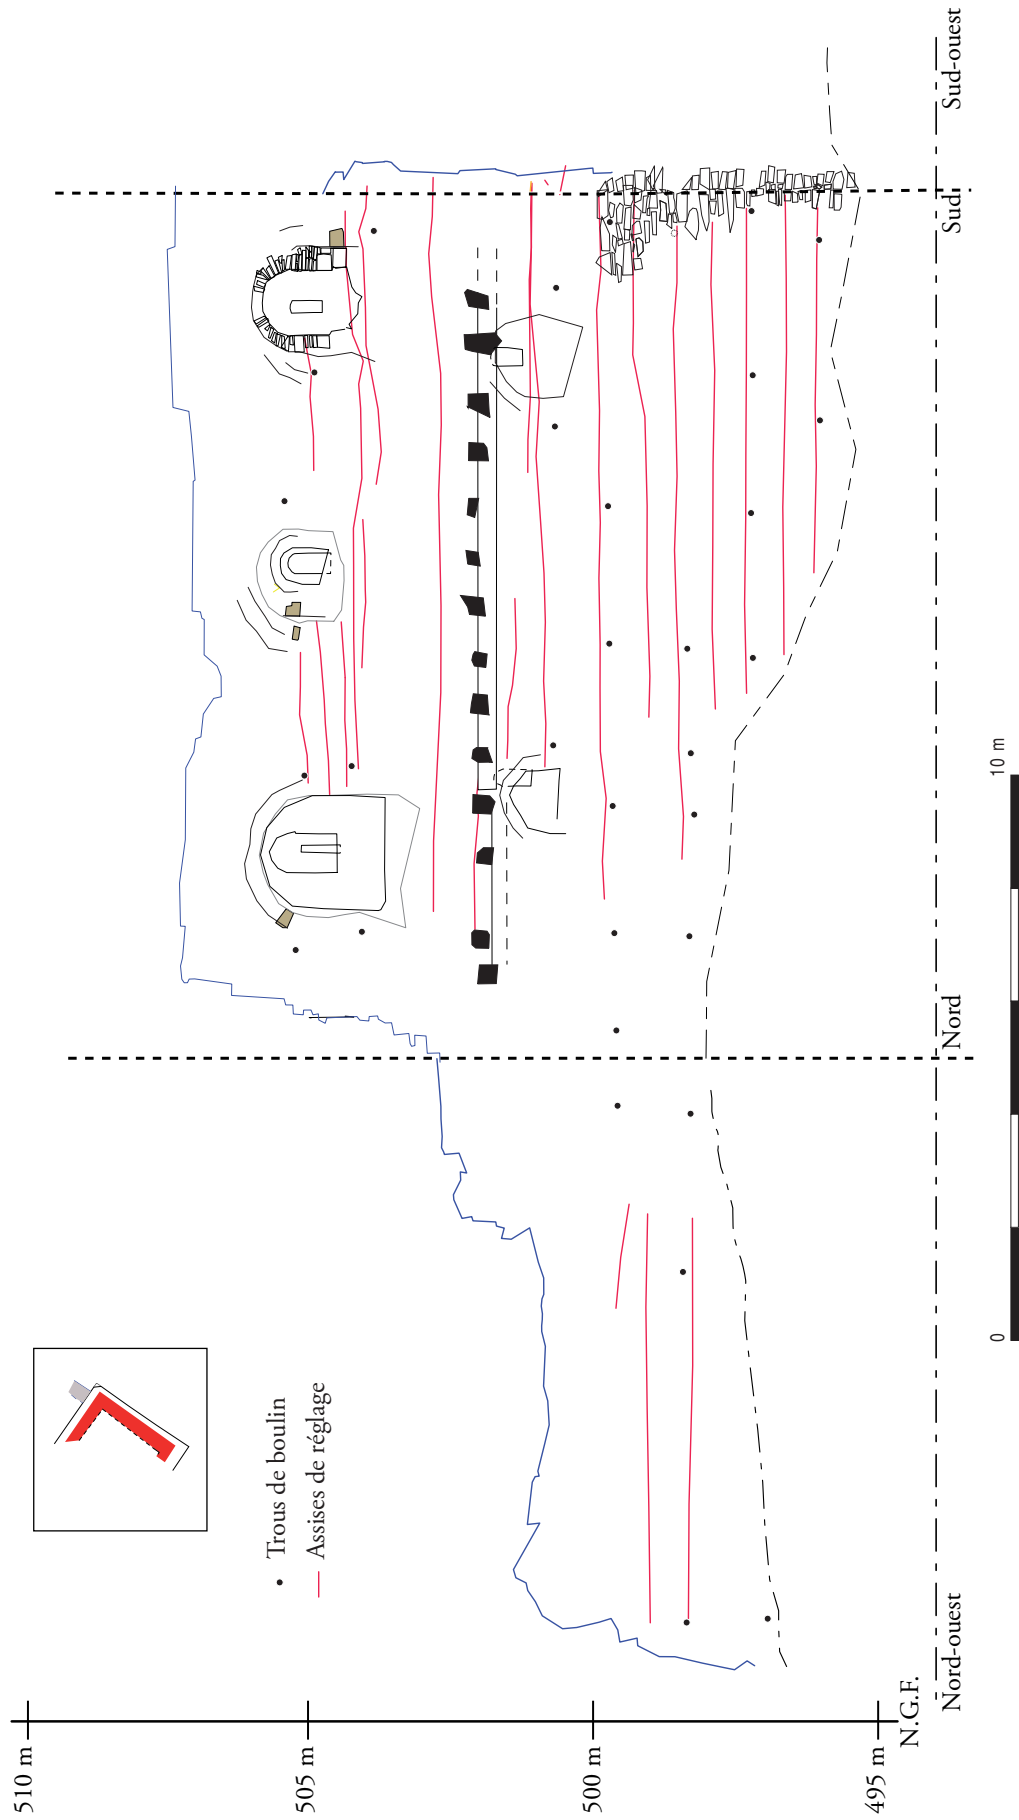 Trous de boulin
Assises de réglage
510 m
505 m
500 m
495 m
N.G.F.
Nord-ouest
Nord
Sud
Sud-ouest
0
10 m